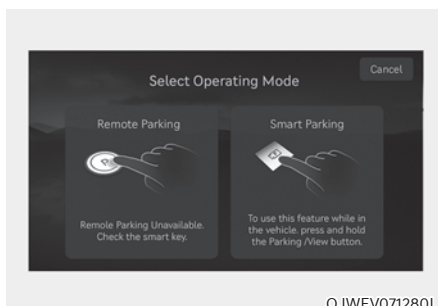 Cancel
Select Operating Mode
Remote Parking
Remote Parking Unavailable.
Check the smart key.
Smart Parking
To use this feature while in
the vehicle. press and hold
the Parking /View button.
OJWEV071280L